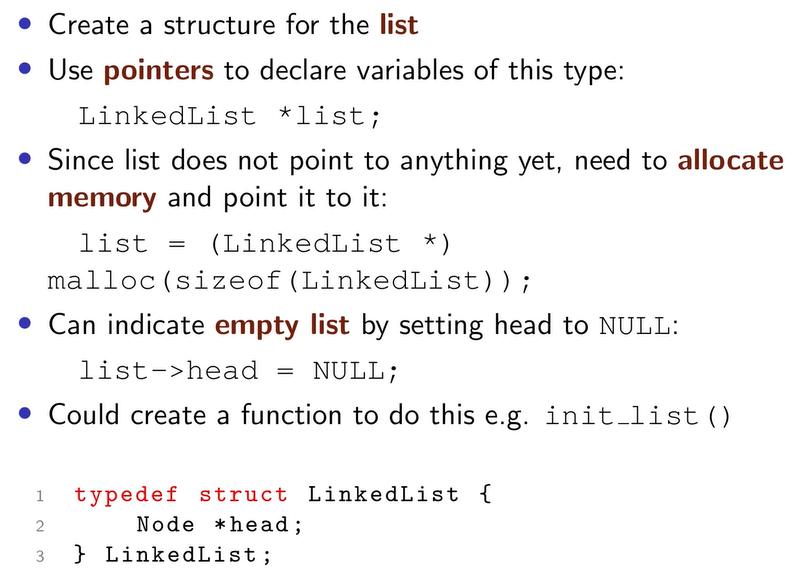 • Create a structure for the list
• Use pointers to declare variables of this type:
LinkedList *list;
• Since list does not point to anything yet, need to allocate
memory and point it to it:
list = (LinkedList *)
malloc(sizeof(LinkedList));
• Can indicate empty list by setting head to NULL:
list->head = NULL;
• Could create a function to do this e.g. init_list()
1 typedef struct LinkedList {
2     Node *head;
3 } LinkedList;